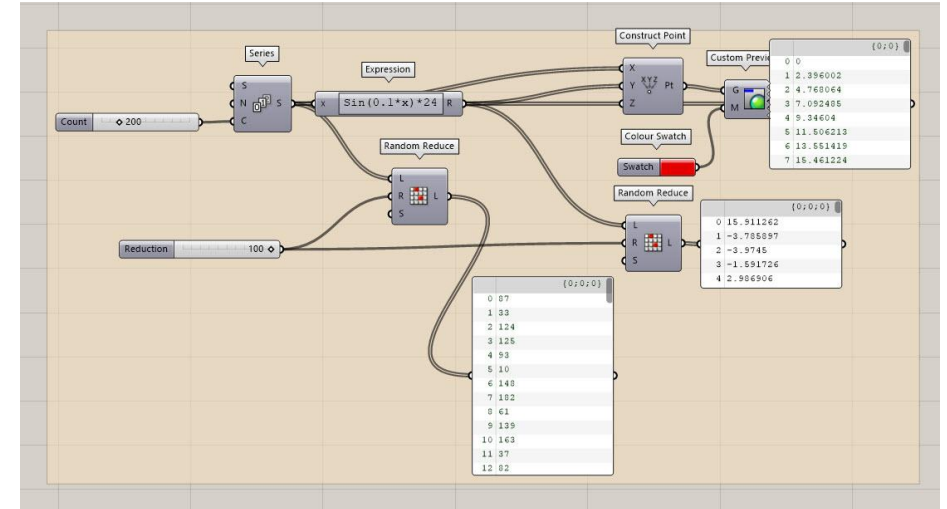 Construct Point
{0;0}
Series
Custom Previe
0 0
Expression
X
1 2.396002
S
Y
XYZ
Pt
G
2 4.768064
N
S
x
Sin(0.1*x)*24
R
Z
M
3 7.092485
C
4 9.34604
Count
200
5 11.506213
Colour Swatch
6 13.551419
Random Reduce
Swatch
7 15.461224
L
Random Reduce
R
L
{0;0;0}
S
L
0 15.911262
1 -3.785897
Reduction
100
R
L
2 -3.9745
S
3 -1.591726
4 2.986906
{0;0;0}
0 87
1 33
2 124
3 125
4 93
5 10
6 148
7 182
8 61
9 139
10 163
11 37
12 82